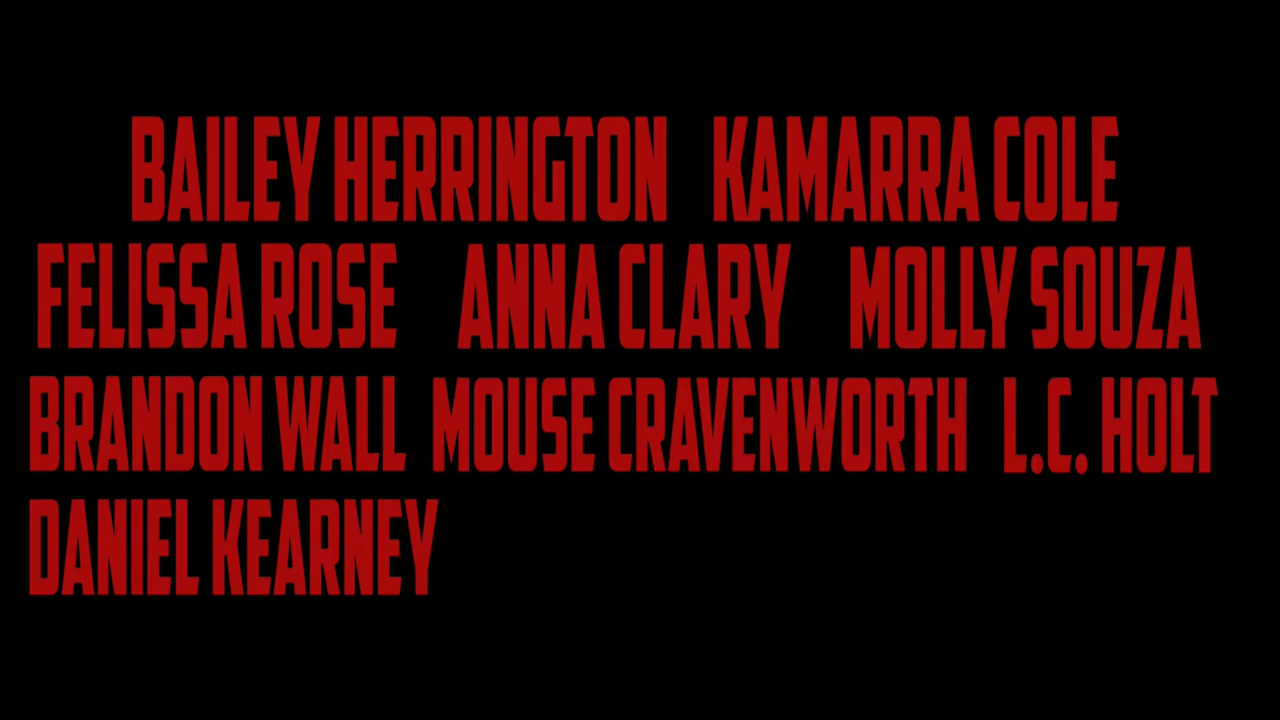 BAILEY HERRINGTON KAMARRA COLE
FELISSA ROSE ANNA CLARY MOLLY SOUZA
BRANDON WALL MOUSE CRAVENWORTH L.C. HOLT
DANIEL KEARNEY